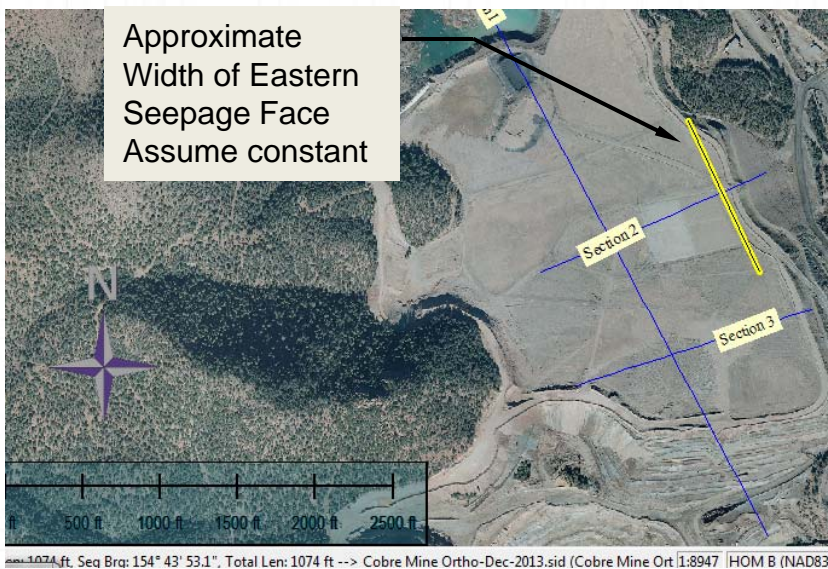 Approximate
Width of Eastern
Seepage Face
Assume constant
Section 2
Section 3
N
ft 500 ft 1000 ft 1500 ft 2000 ft 2500 ft
1074 ft, Seg Brg: 154° 43' 53.1", Total Len: 1074 ft --> Cobre Mine Ortho-Dec-2013.sid (Cobre Mine Ort 1:8947 HOM B (NAD83